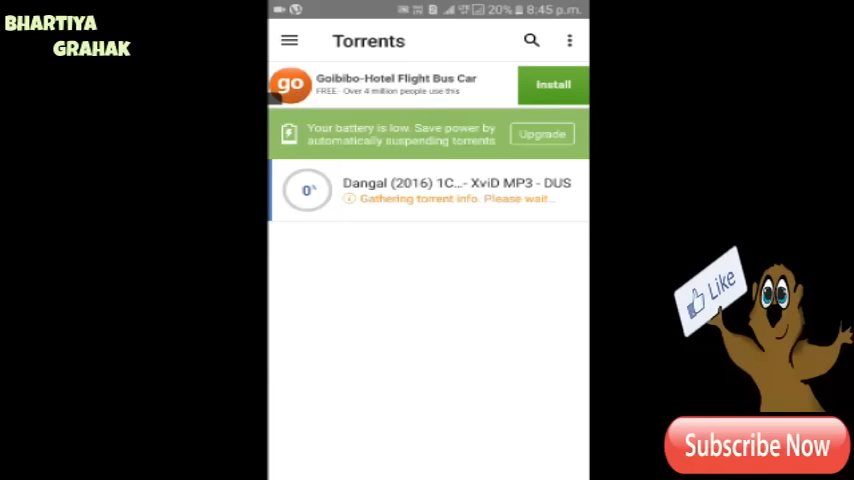 BHARTIYA
GRAHAK
20% 8:45 p.m.
Torrents
Goibibo-Hotel Flight Bus Car
FREE · Over 4 million people use this
go
Install
Your battery is low. Save power by
automatically suspending torrents
Upgrade
0%
Dangal (2016) 1C...- XviD MP3 - DUS
Gathering torrent info. Please wait...
Like
Subscribe Now